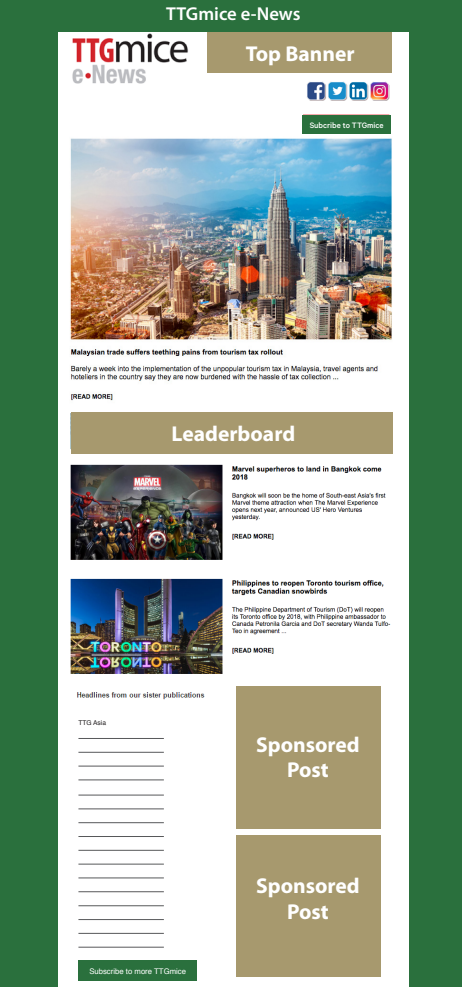 TTGmice e-News
TTGmice
e•News
Top Banner
Subcribe to TTGmice
Malaysian trade suffers teething pains from tourism tax rollout
Barely a week into the implementation of the unpopular tourism tax in Malaysia, travel agents and
hoteliers in the country say they are now burdened with the hassle of tax collection ...
[READ MORE]
Leaderboard
MARVEL
EXPERIENCE
Marvel superheros to land in Bangkok come
2018
Bangkok will soon be the home of South-east Asia's first
Marvel theme attraction when The Marvel Experience
opens next year, announced US' Hero Ventures
yesterday.
[READ MORE]
TORONTO
Philippines to reopen Toronto tourism office,
targets Canadian snowbirds
The Philippine Department of Tourism (DoT) will reopen
its Toronto office by 2018, with Philippine ambassador to
Canada Petronila Garcia and DoT secretary Wanda Tulfo-
Teo in agreement ...
[READ MORE]
Headlines from our sister publications
TTG Asia
Sponsored
Post
Sponsored
Post
Subscribe to more TTGmice